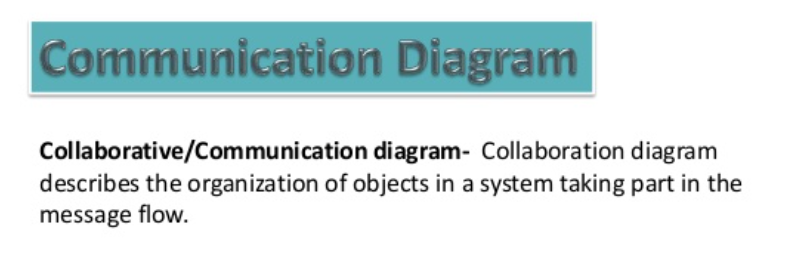 Communication Diagram
Collaborative/Communication diagram- Collaboration diagram
describes the organization of objects in a system taking part in the
message flow.